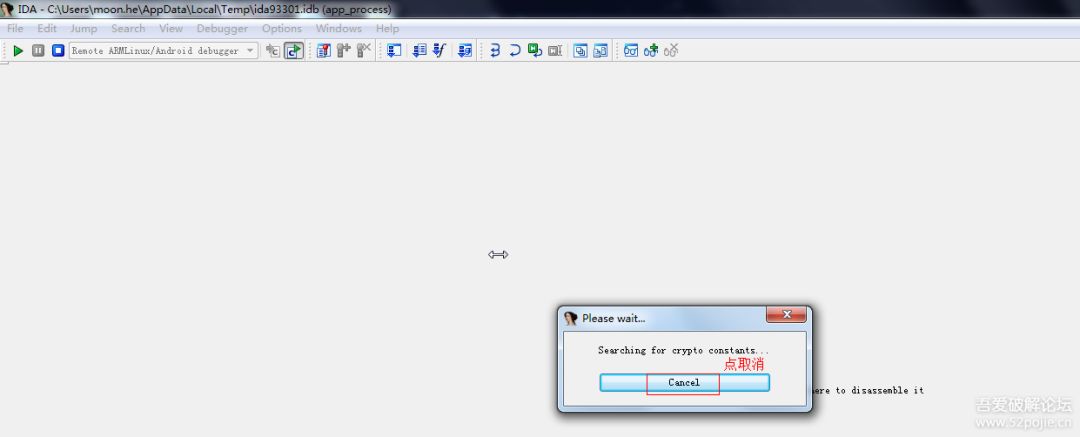 IDA - C:\Users\moon.he\AppData\Local\Temp\ida93301.idb (app_process)
File Edit Jump Search View Debugger Options Windows Help
Remote ARMLinux/Android debugger
Please wait...
Searching for crypto constants...
点取消
Cancel
here to disassemble it
吾爱破解论坛
www.52pojie.cn